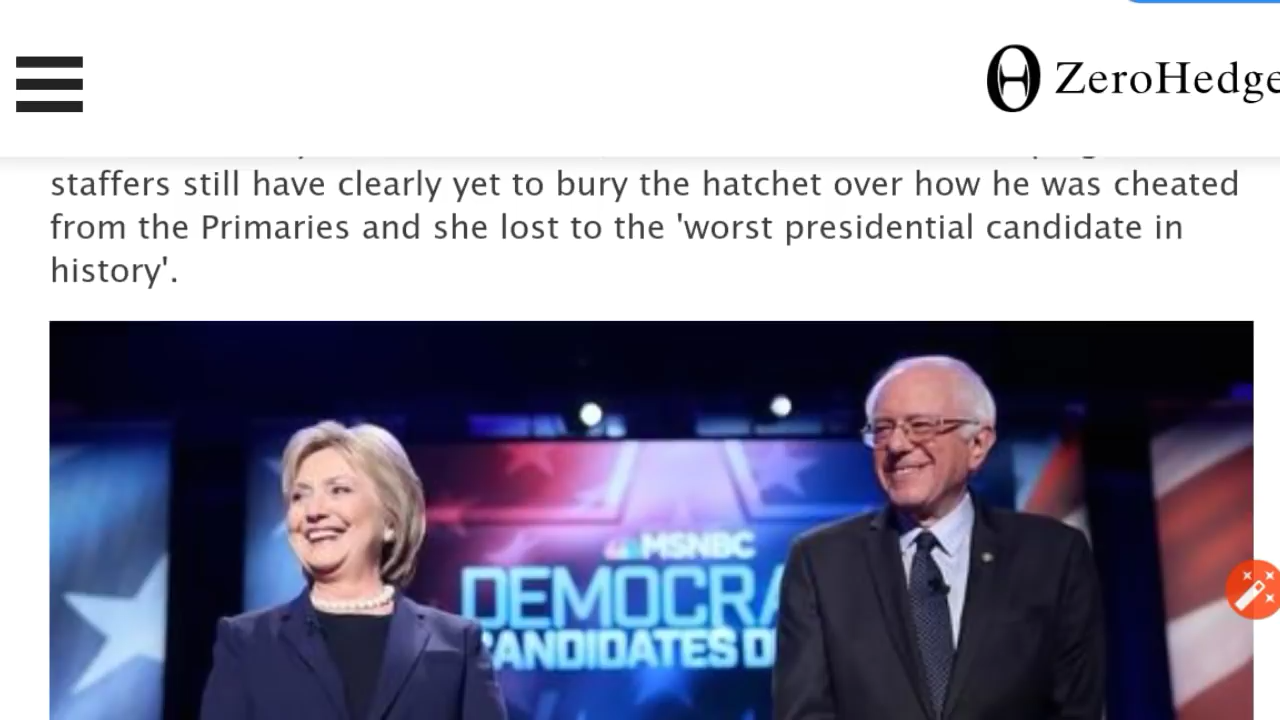 ZeroHedge
staffers still have clearly yet to bury the hatchet over how he was cheated
from the Primaries and she lost to the 'worst presidential candidate in
history'.
MSNBC
DEMOCRA
CANDIDATES D